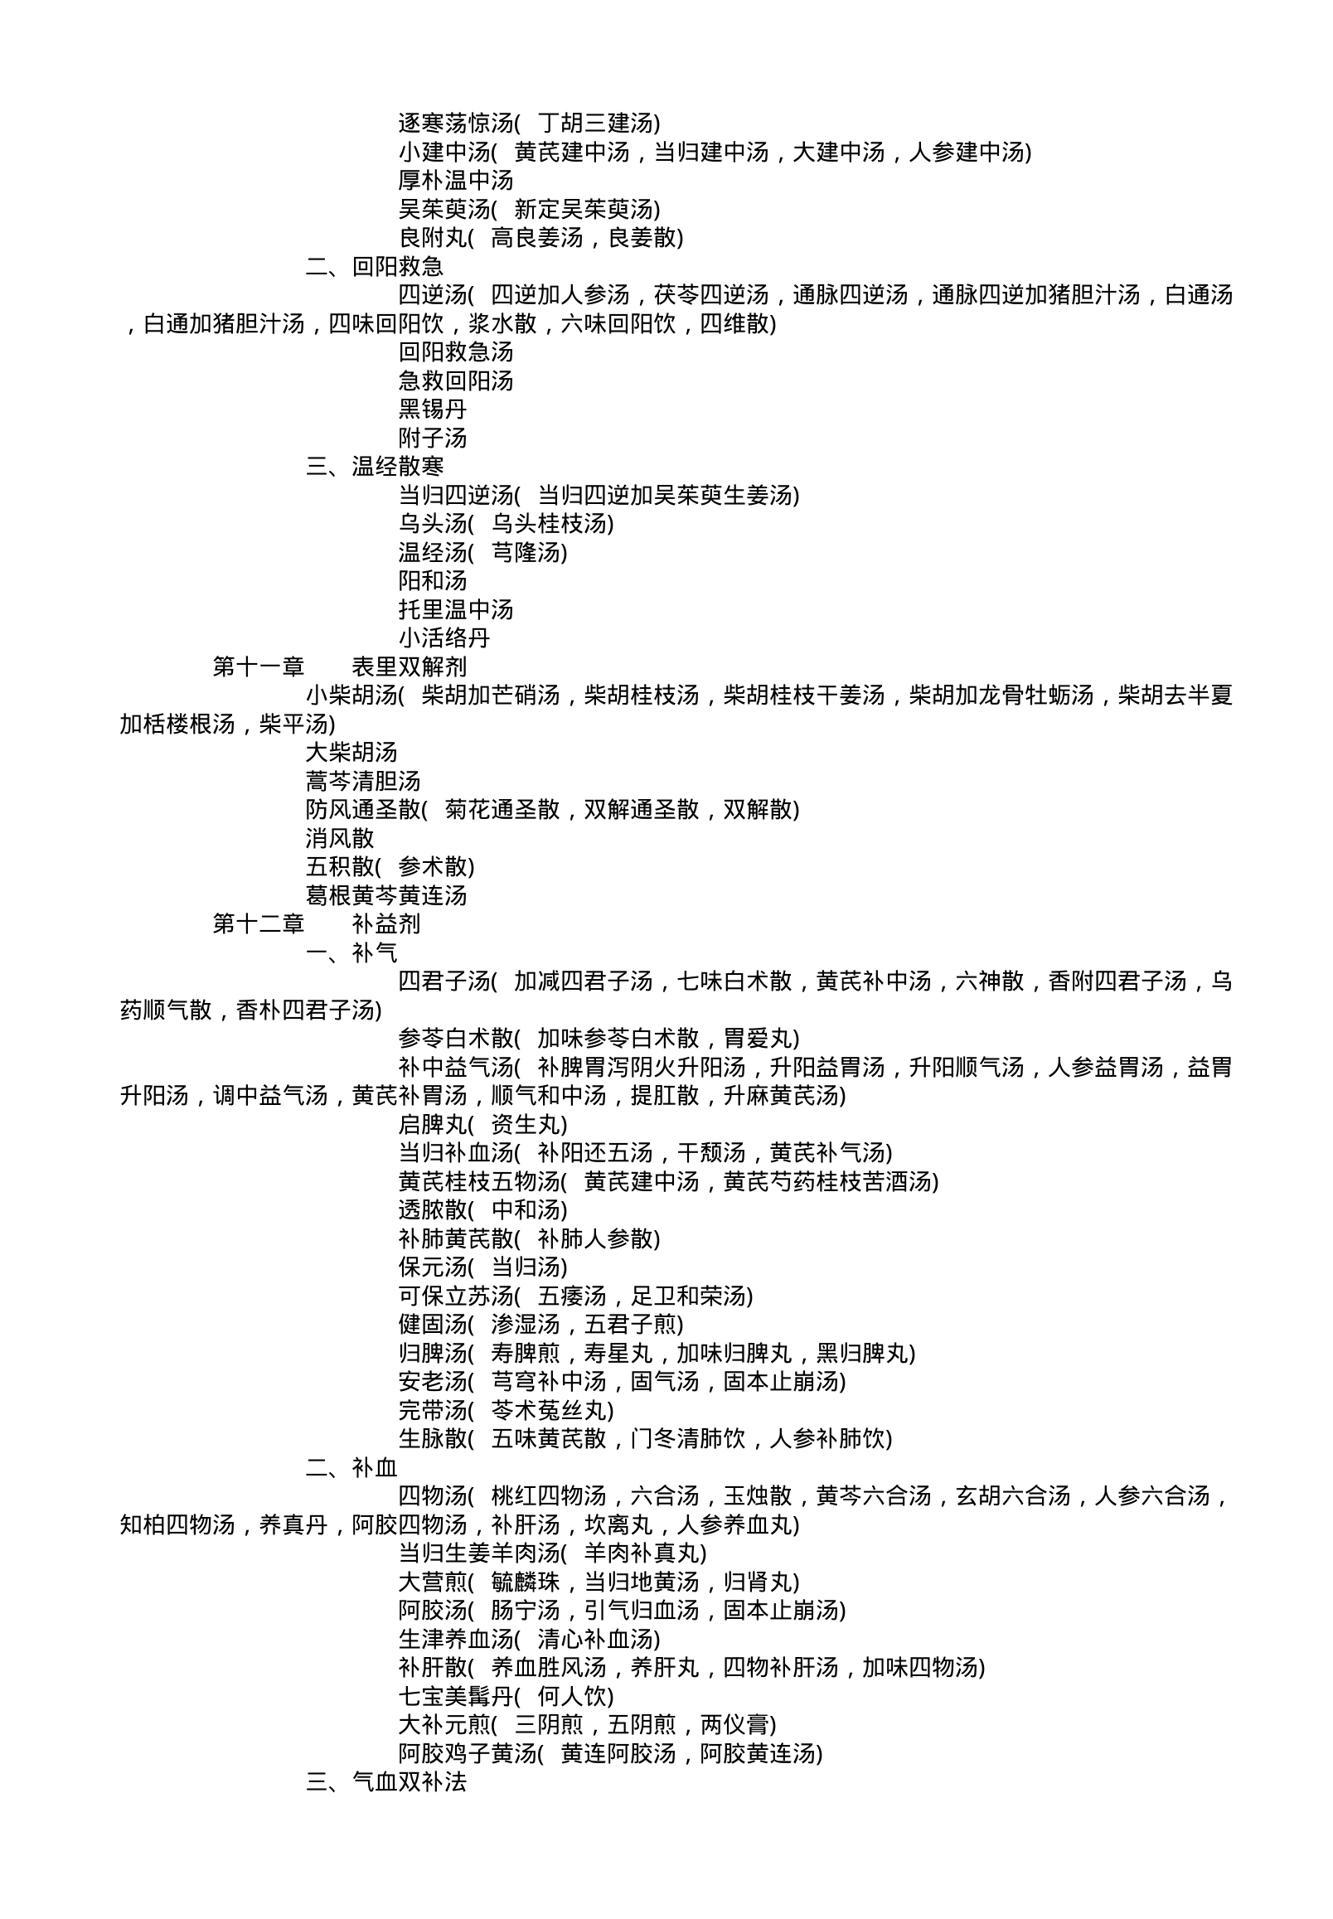 逐寒荡惊汤( 丁胡三建汤)
小建中汤( 黄芪建中汤，当归建中汤，大建中汤，人参建中汤)
厚朴温中汤
吴茱萸汤( 新定吴茱萸汤)
良附丸( 高良姜汤，良姜散)
二、回阳救急
四逆汤( 四逆加人参汤，茯苓四逆汤，通脉四逆汤，通脉四逆加猪胆汁汤，白通汤
，白通加猪胆汁汤，四味回阳饮，浆水散，六味回阳饮，四维散)
回阳救急汤
急救回阳汤
黑锡丹
附子汤
三、温经散寒
当归四逆汤( 当归四逆加吴茱萸生姜汤)
乌头汤( 乌头桂枝汤)
温经汤( 芎隆汤)
阳和汤
托里温中汤
小活络丹
第十一章　　表里双解剂
小柴胡汤( 柴胡加芒硝汤，柴胡桂枝汤，柴胡桂枝干姜汤，柴胡加龙骨牡蛎汤，柴胡去半夏
加栝楼根汤，柴平汤)
大柴胡汤
蒿芩清胆汤
防风通圣散( 菊花通圣散，双解通圣散，双解散)
消风散
五积散( 参术散)
葛根黄芩黄连汤
第十二章　　补益剂
一、补气
四君子汤( 加减四君子汤，七味白术散，黄芪补中汤，六神散，香附四君子汤，乌
药顺气散，香朴四君子汤)
参苓白术散( 加味参苓白术散，胃爱丸)
补中益气汤( 补脾胃泻阴火升阳汤，升阳益胃汤，升阳顺气汤，人参益胃汤，益胃
升阳汤，调中益气汤，黄芪补胃汤，顺气和中汤，提肛散，升麻黄芪汤)
启脾丸( 资生丸)
当归补血汤( 补阳还五汤，干颓汤，黄芪补气汤)
黄芪桂枝五物汤( 黄芪建中汤，黄芪芍药桂枝苦酒汤)
透脓散( 中和汤)
补肺黄芪散( 补肺人参散)
保元汤( 当归汤)
可保立苏汤( 五痿汤，足卫和荣汤)
健固汤( 渗湿汤，五君子煎)
归脾汤( 寿脾煎，寿星丸，加味归脾丸，黑归脾丸)
安老汤( 芎穹补中汤，固气汤，固本止崩汤)
完带汤( 苓术菟丝丸)
生脉散( 五味黄芪散，门冬清肺饮，人参补肺饮)
二、补血
四物汤( 桃红四物汤，六合汤，玉烛散，黄芩六合汤，玄胡六合汤，人参六合汤，
知柏四物汤，养真丹，阿胶四物汤，补肝汤，坎离丸，人参养血丸)
当归生姜羊肉汤( 羊肉补真丸)
大营煎( 毓麟珠，当归地黄汤，归肾丸)
阿胶汤( 肠宁汤，引气归血汤，固本止崩汤)
生津养血汤( 清心补血汤)
补肝散( 养血胜风汤，养肝丸，四物补肝汤，加味四物汤)
七宝美髯丹( 何人饮)
大补元煎( 三阴煎，五阴煎，两仪膏)
阿胶鸡子黄汤( 黄连阿胶汤，阿胶黄连汤)
三、气血双补法